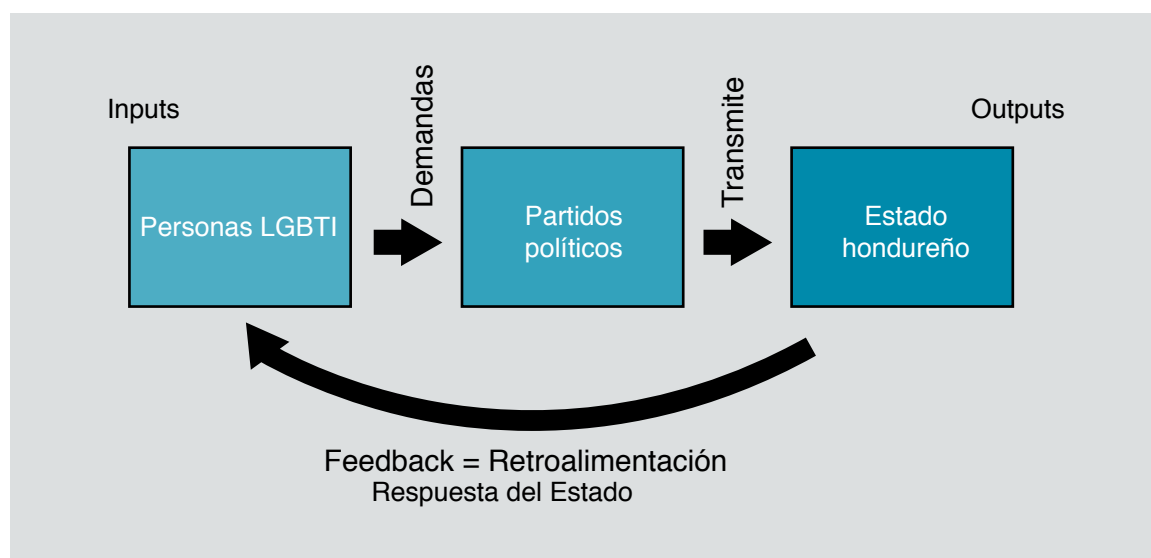 Inputs
Demandas
Transmite
Outputs
Personas LGBTI
Partidos
políticos
Estado
hondureño
Feedback = Retroalimentación
Respuesta del Estado